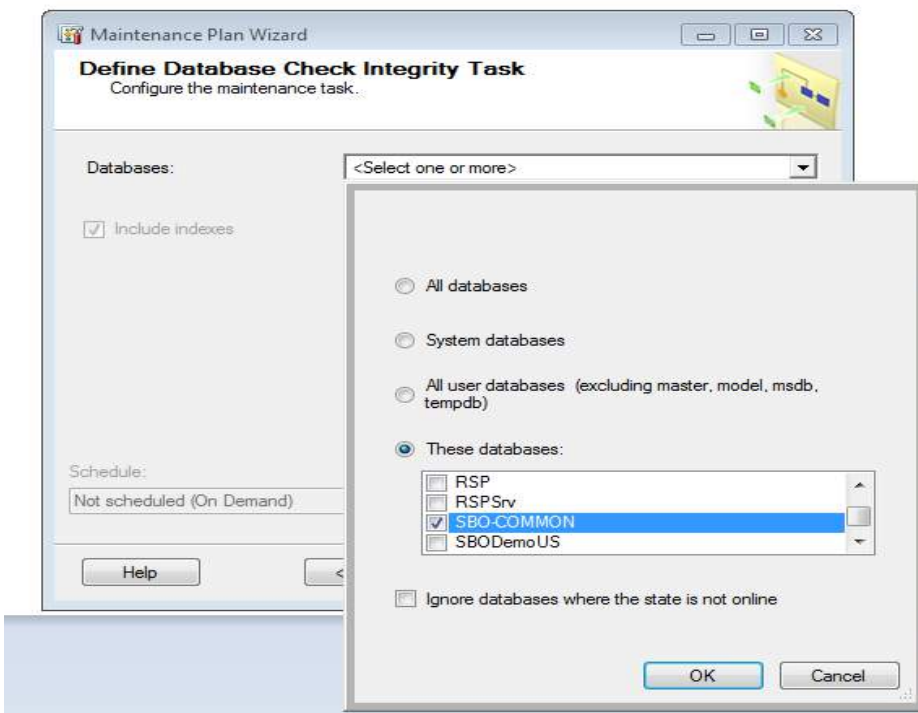 Maintenance Plan Wizard
Define Database Check Integrity Task
Configure the maintenance task.
Databases:
<Select one or more>
Include indexes
All databases
System databases
All user databases (excluding master, model, msdb,
tempdb)
These databases:
RSP
RSPSrv
SBO-COMMON
SBODemoUS
Schedule:
Not scheduled (On Demand)
Ignore databases where the state is not online
Help
<
OK
Cancel